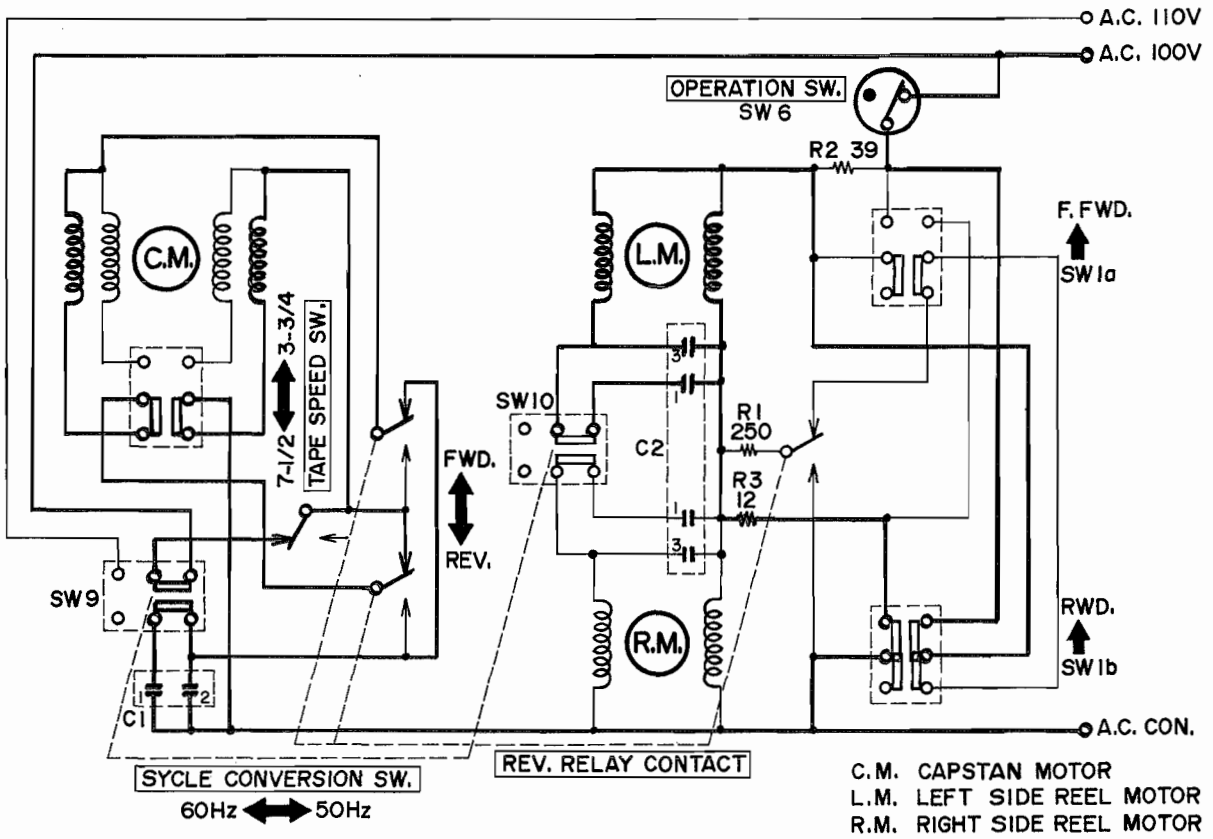 A.C. 110V
A.C. 100V
OPERATION SW.
SW 6
R2 39
F. FWD.
SW1a
C.M.
L.M.
7-1/2 3-3/4
TAPE SPEED SW.
3
1
SW10
C2
R1
250
R3
12
1
3
FWD.
REV.
SW9
R.M.
RWD.
SW1b
1
2
C1
A.C. CON.
SYCLE CONVERSION SW.
60Hz 50Hz
REV. RELAY CONTACT
C.M. CAPSTAN MOTOR
L.M. LEFT SIDE REEL MOTOR
R.M. RIGHT SIDE REEL MOTOR